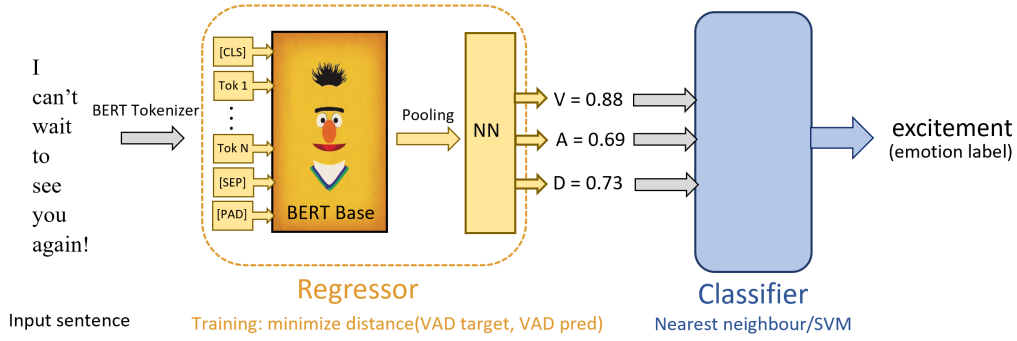 I
can't
wait
to
see
you
again!
Input sentence
BERT Tokenizer
[CLS]
Tok 1
Tok N
[SEP]
[PAD]
BERT Base
Pooling
NN
V = 0.88
A = 0.69
D = 0.73
Regressor
Training: minimize distance(VAD target, VAD pred)
Classifier
Nearest neighbour/SVM
excitement
(emotion label)